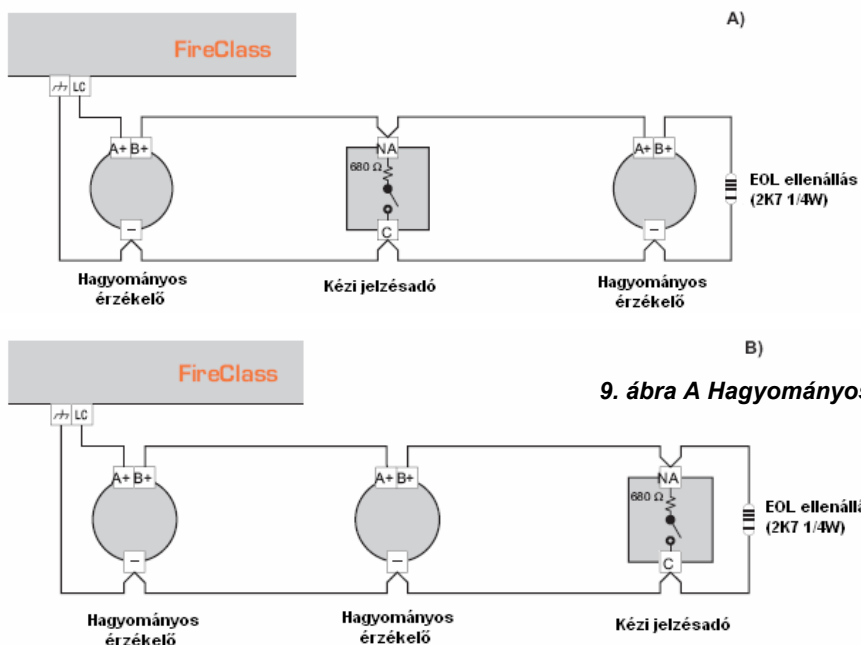 A)
FireClass
LC
A+ B+
NA
A+ B+
680 Ω
EOL ellenállás
(2K7 1/4W)
–
C
–
Hagyományos
érzékelő
Kézi jelzésadó
Hagyományos
érzékelő
B)
FireClass
9. ábra A Hagyományos
LC
A+ B+
A+ B+
NA
680 Ω
EOL ellenállá
(2K7 1/4W)
–
–
C
Hagyományos
érzékelő
Hagyományos
érzékelő
Kézi jelzésadó